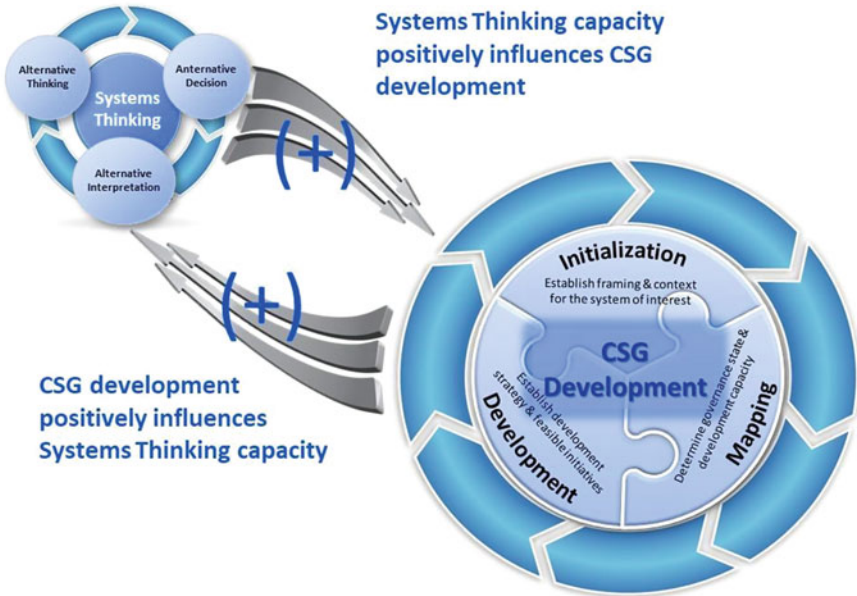 Systems Thinking capacity
positively influences CSG
development
Alternative
Thinking
Anternative
Decision
Systems
Thinking
Alternative
Interpretation
(+)
(+)
CSG development
positively influences
Systems Thinking capacity
Initialization
Establish framing & context
for the system of interest
CSG
Development
Determine governance state &
development capacity
Mapping
Establish development
strategy & feasible initiatives
Development